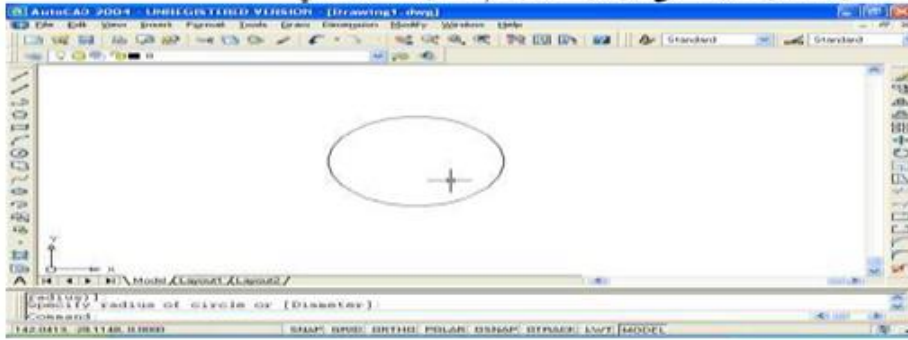 AutoCAD 2004 - UNREGISTERED VERSION - [Drawing1.dwg]
File Edit View Insert Format Tools Draw Dimension Modify Window Help
Standard Standard
0
Y
X
Model Layout1 Layout2
radius)]:
Specify radius of circle or [Diameter]
Command
SNAP GRID ORTHO POLAR OSNAP OTRACK LWT MODEL